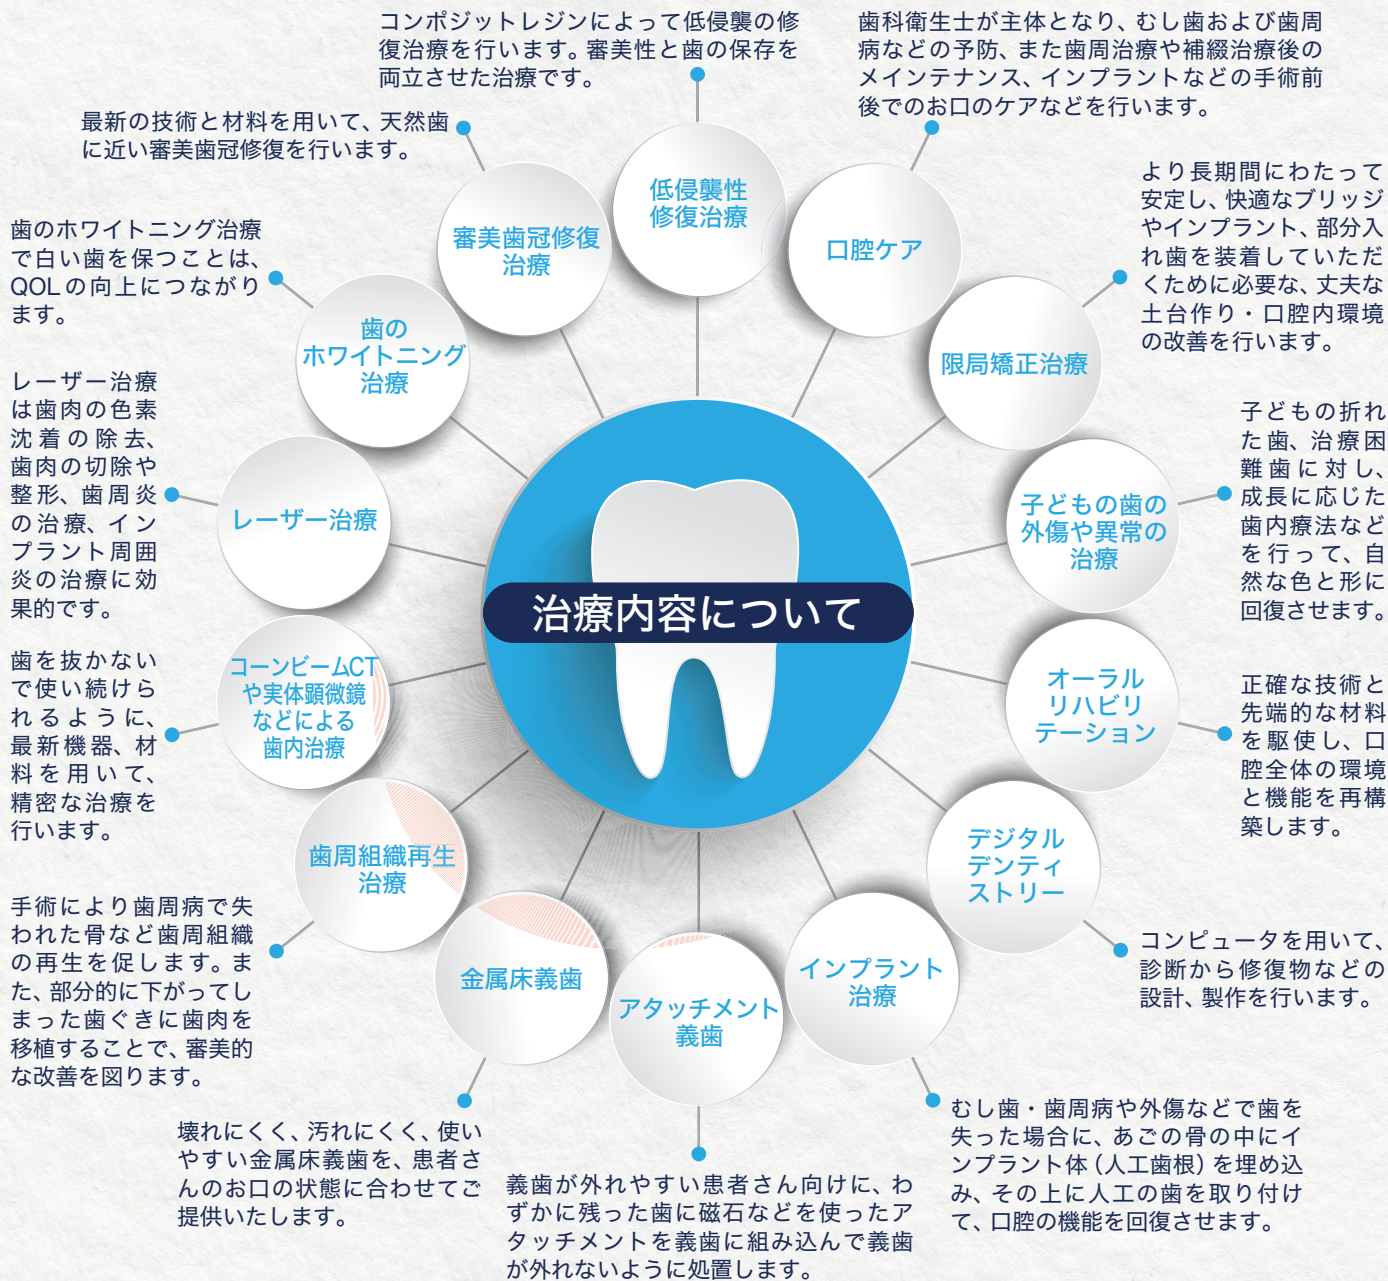 治療内容について
コンポジットレジンによって低侵襲の修
復治療を行います。審美性と歯の保存を
両立させた治療です。
低侵襲性
修復治療
歯科衛生士が主体となり、むし歯および歯周
病などの予防、また歯周治療や補綴治療後の
メインテナンス、インプラントなどの手術前
後でのお口のケアなどを行います。
口腔ケア
より長期間にわたって
安定し、快適なブリッジ
やインプラント、部分入
れ歯を装着していただ
くために必要な、丈夫な
土台作り・口腔内環境
の改善を行います。
限局矯正治療
子どもの折れ
た歯、治療困
難歯に対し、
成長に応じた
歯内療法など
を行って、自
然な色と形に
回復させます。
子どもの歯の
外傷や異常の
治療
正確な技術と
先端的な材料
を駆使し、口
腔全体の環境
と機能を再構
築します。
オーラル
リハビリ
テーション
コンピュータを用いて、
診断から修復物などの
設計、製作を行います。
デジタル
デンティ
ストリー
むし歯・歯周病や外傷などで歯を
失った場合に、あごの骨の中にイ
ンプラント体（人工歯根）を埋め込
み、その上に人工の歯を取り付け
て、口腔の機能を回復させます。
インプラント
治療
義歯が外れやすい患者さん向けに、わ
ずかに残った歯に磁石などを使ったア
タッチメントを義歯に組み込んで義歯
が外れないように処置します。
アタッチメント
義歯
壊れにくく、汚れにくく、使い
やすい金属床義歯を、患者さ
んのお口の状態に合わせてご
提供いたします。
金属床義歯
手術により歯周病で失
われた骨など歯周組織
の再生を促します。ま
た、部分的に下がってし
まった歯ぐきに歯肉を
移植することで、審美的
な改善を図ります。
歯周組織再生
治療
歯を抜かない
で使い続けら
れるように、
最新機器、材
料を用いて、
精密な治療を
行います。
コーンビームCT
や実体顕微鏡
などによる
歯内治療
レーザー治療
は歯肉の色素
沈着の除去、
歯肉の切除や
整形、歯周炎
の治療、イン
プラント周囲
炎の治療に効
果的です。
レーザー治療
歯のホワイトニング治療
で白い歯を保つことは、
QOLの向上につながり
ます。
歯の
ホワイトニング
治療
最新の技術と材料を用いて、天然歯
に近い審美歯冠修復を行います。
審美歯冠修復
治療